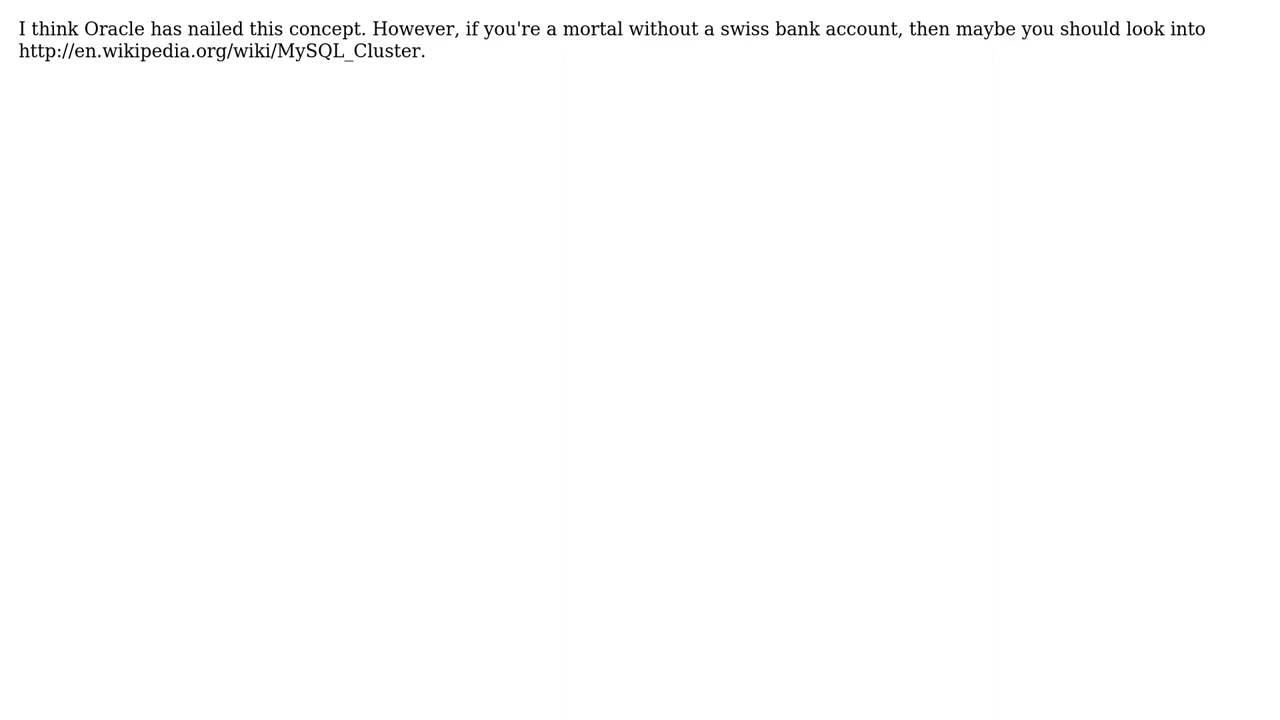 I think Oracle has nailed this concept. However, if you're a mortal without a swiss bank account, then maybe you should look into
http://en.wikipedia.org/wiki/MySQL_Cluster.